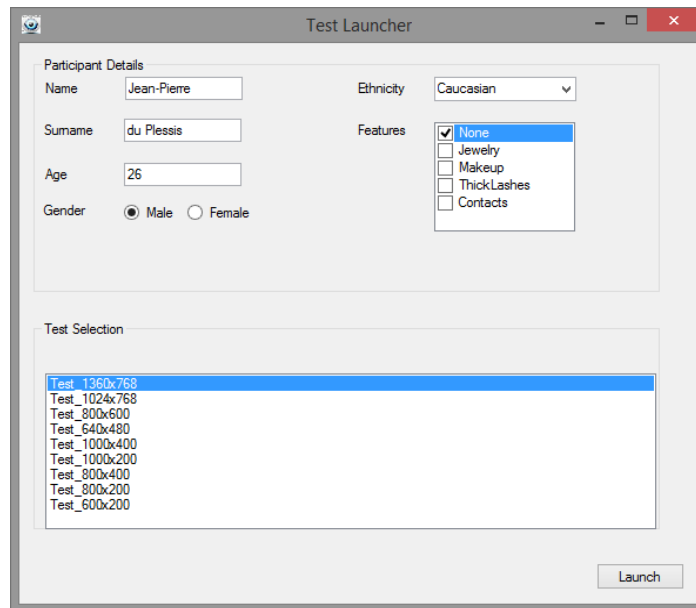 Test Launcher
Participant Details
Name Jean-Pierre
Surname du Plessis
Age 26
Gender Male Female
Ethnicity Caucasian
Features None
Jewelry
Makeup
ThickLashes
Contacts
Test Selection
Test_1360x768
Test_1024x768
Test_800x600
Test_640x480
Test_1000x400
Test_1000x200
Test_800x400
Test_800x200
Test_600x200
Launch